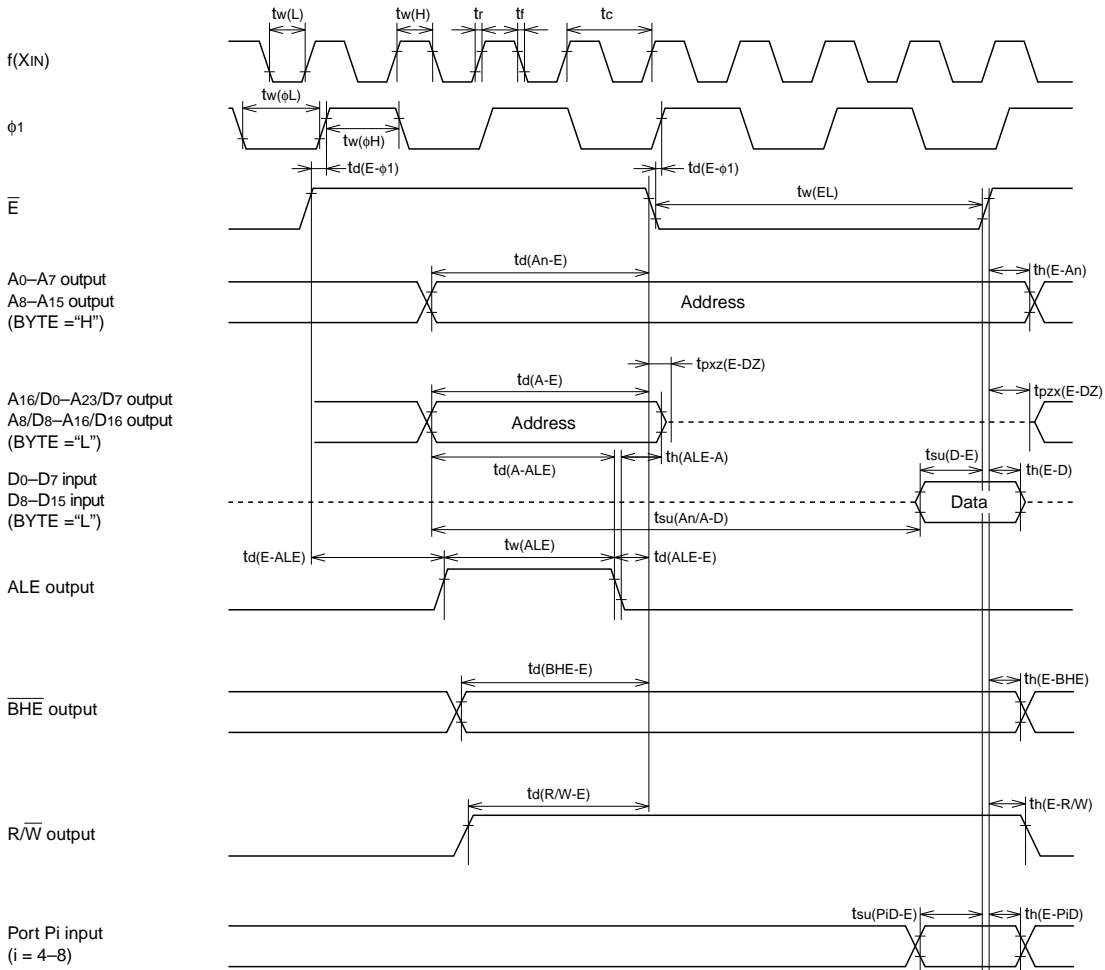 tw(L) tw(H) tr tf tc
f(XIN)
tw(ϕL)
ϕ1
tw(ϕH)
td(E-ϕ1) td(E-ϕ1)
tw(EL)
E
td(An-E) th(E-An)
A0–A7 output
A8–A15 output Address
(BYTE =“H”)
tpxz(E-DZ)
td(A-E) tpzx(E-DZ)
A16/D0–A23/D7 output
A8/D8–A16/D16 output Address
(BYTE =“L”)
th(ALE-A) tsu(D-E)
td(A-ALE) th(E-D)
D0–D7 input
D8–D15 input Data
(BYTE =“L”)
tsu(An/A-D)
tw(ALE)
td(E-ALE) td(ALE-E)
ALE output
td(BHE-E) th(E-BHE)
BHE output
td(R/W-E) th(E-R/W)
R/W output
tsu(PiD-E) th(E-PiD)
Port Pi input
(i = 4–8)